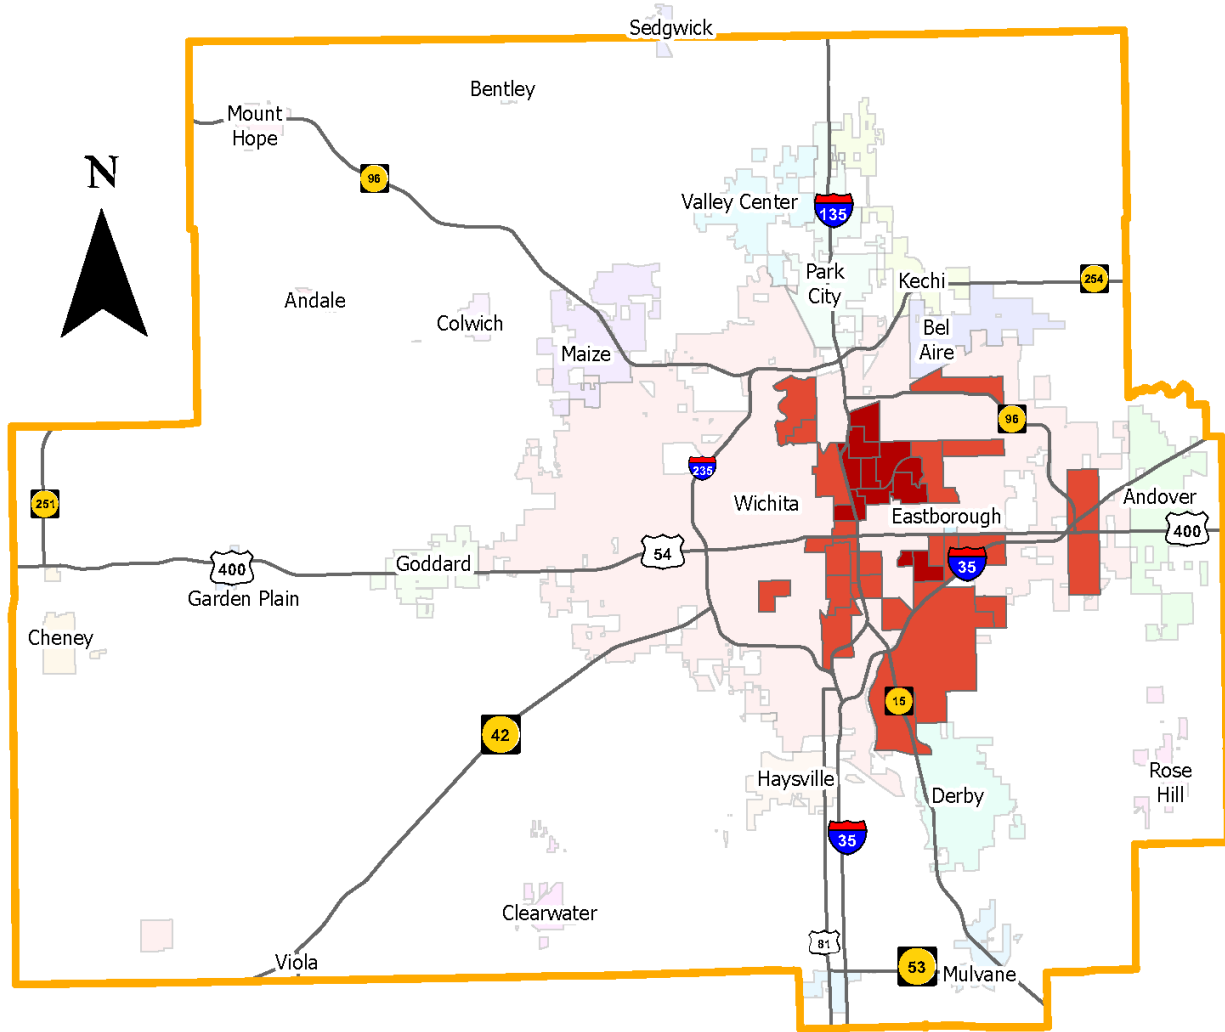 Sedgwick
Bentley
Mount
Hope
N
96
Valley Center
135
Park
City
Kechi
254
Andale
Colwich
Maize
Bel
Aire
96
235
251
Wichita
Eastborough
Andover
400
54
400
Goddard
35
Garden Plain
Cheney
15
42
Haysville
Derby
Rose
Hill
35
Clearwater
81
Viola
53
Mulvane